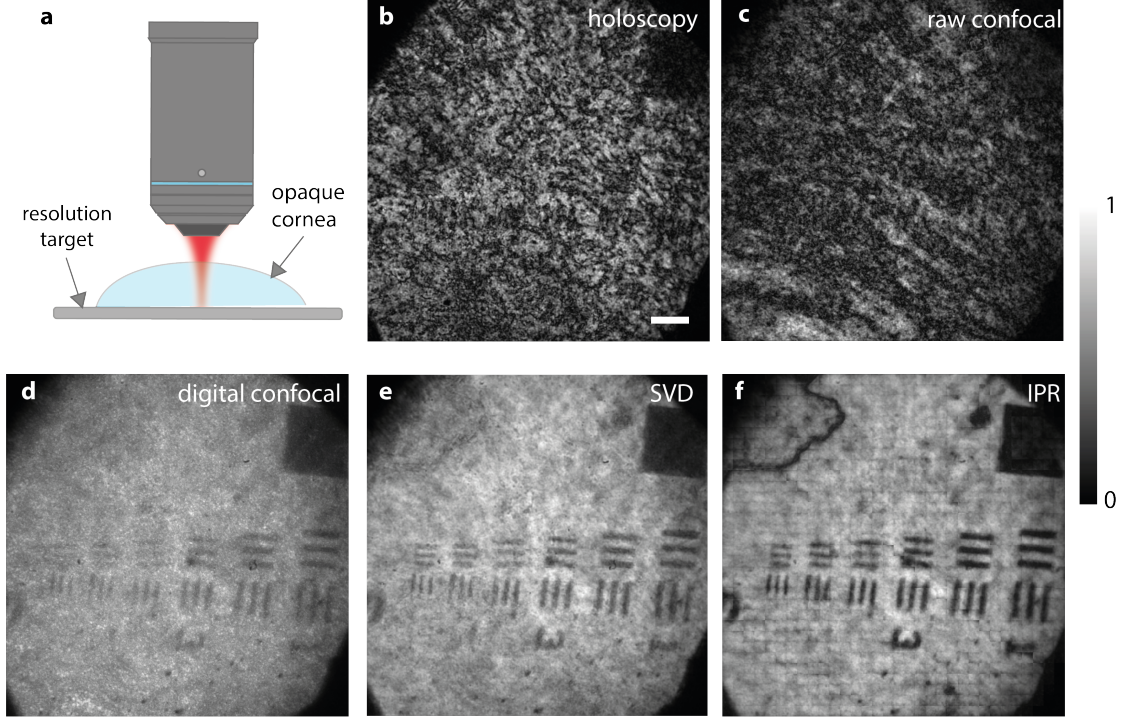 a
b
holoscopy
c
raw confocal
resolution
target
opaque
cornea
1
0
d
digital confocal
e
SVD
f
IPR